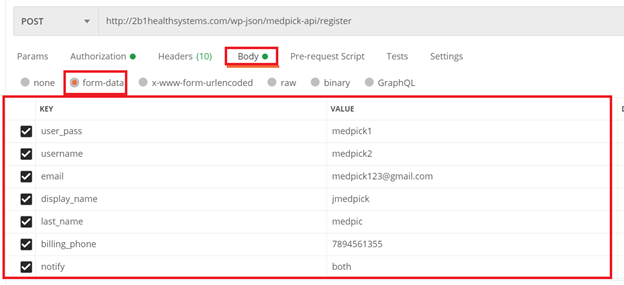 POST http://2b1healthsystems.com/wp-json/medpick-api/register
Params Authorization Headers (10) Body Pre-request Script Tests Settings
none form-data x-www-form-urlencoded raw binary GraphQL
KEY VALUE
user_pass medpick1
username medpick2
email medpick123@gmail.com
display_name jmedpick
last_name medpic
billing_phone 7894561355
notify both